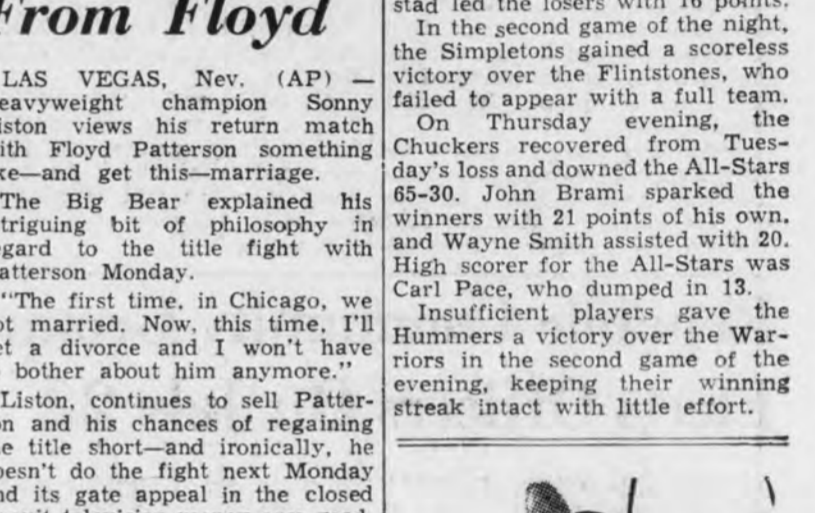 From Floyd
LAS VEGAS, Nev. (AP) —
eavyweight champion Sonny
iston views his return match
ith Floyd Patterson something
ke—and get this—marriage.
The Big Bear explained his
triguing bit of philosophy in
gard to the title fight with
atterson Monday.
"The first time, in Chicago, we
ot married. Now, this time, I'll
et a divorce and I won't have
bother about him anymore."
Liston, continues to sell Patter-
on and his chances of regaining
e title short—and ironically, he
oesn't do the fight next Monday
nd its gate appeal in the closed
stad led the losers with 16 points.
In the second game of the night,
the Simpletons gained a scoreless
victory over the Flintstones, who
failed to appear with a full team.
On Thursday evening, the
Chuckers recovered from Tues-
day's loss and downed the All-Stars
65-30. John Brami sparked the
winners with 21 points of his own,
and Wayne Smith assisted with 20.
High scorer for the All-Stars was
Carl Pace, who dumped in 13.
Insufficient players gave the
Hummers a victory over the War-
riors in the second game of the
evening, keeping their winning
streak intact with little effort.